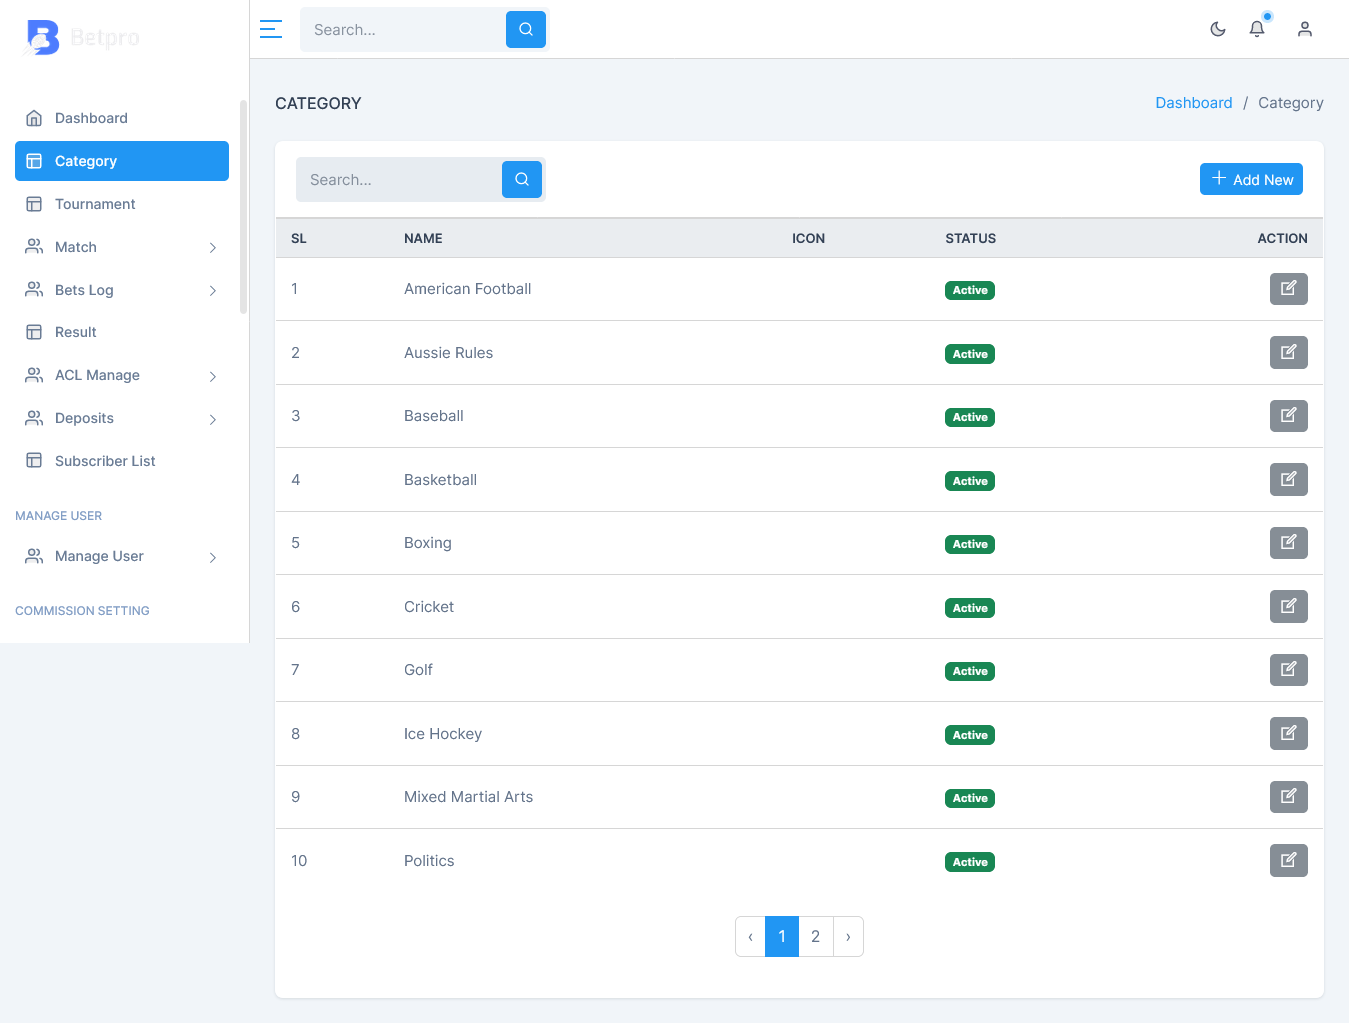 Betpro
Search...
Dashboard
Category
Tournament
Match
Bets Log
Result
ACL Manage
Deposits
Subscriber List
MANAGE USER
Manage User
COMMISSION SETTING
CATEGORY
Dashboard / Category
Search...
Add New
SL NAME ICON STATUS ACTION
1 American Football Active
2 Aussie Rules Active
3 Baseball Active
4 Basketball Active
5 Boxing Active
6 Cricket Active
7 Golf Active
8 Ice Hockey Active
9 Mixed Martial Arts Active
10 Politics Active
‹ 1 2 ›